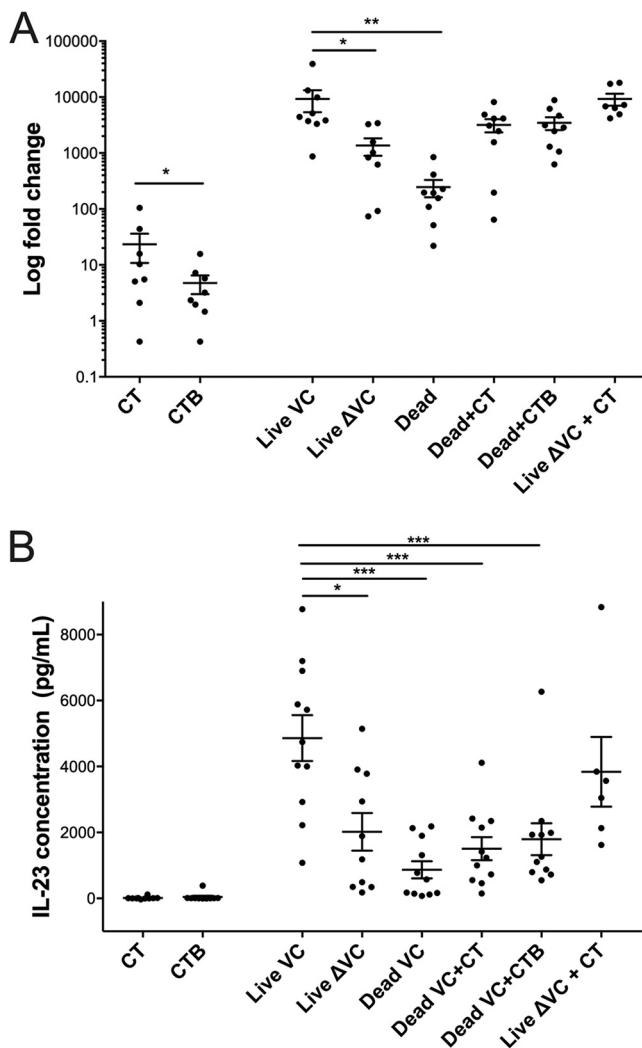 A
**
*
*
Log fold change
100000
10000
1000
100
10
1
0.1
CT
CTB
Live VC
Live ΔVC
Dead
Dead+CT
Dead+CTB
Live ΔVC + CT
B
***
***
***
*
IL-23 concentration (pg/mL)
8000
6000
4000
2000
0
CT
CTB
Live VC
Live ΔVC
Dead VC
Dead VC+CT
Dead VC+CTB
Live ΔVC + CT